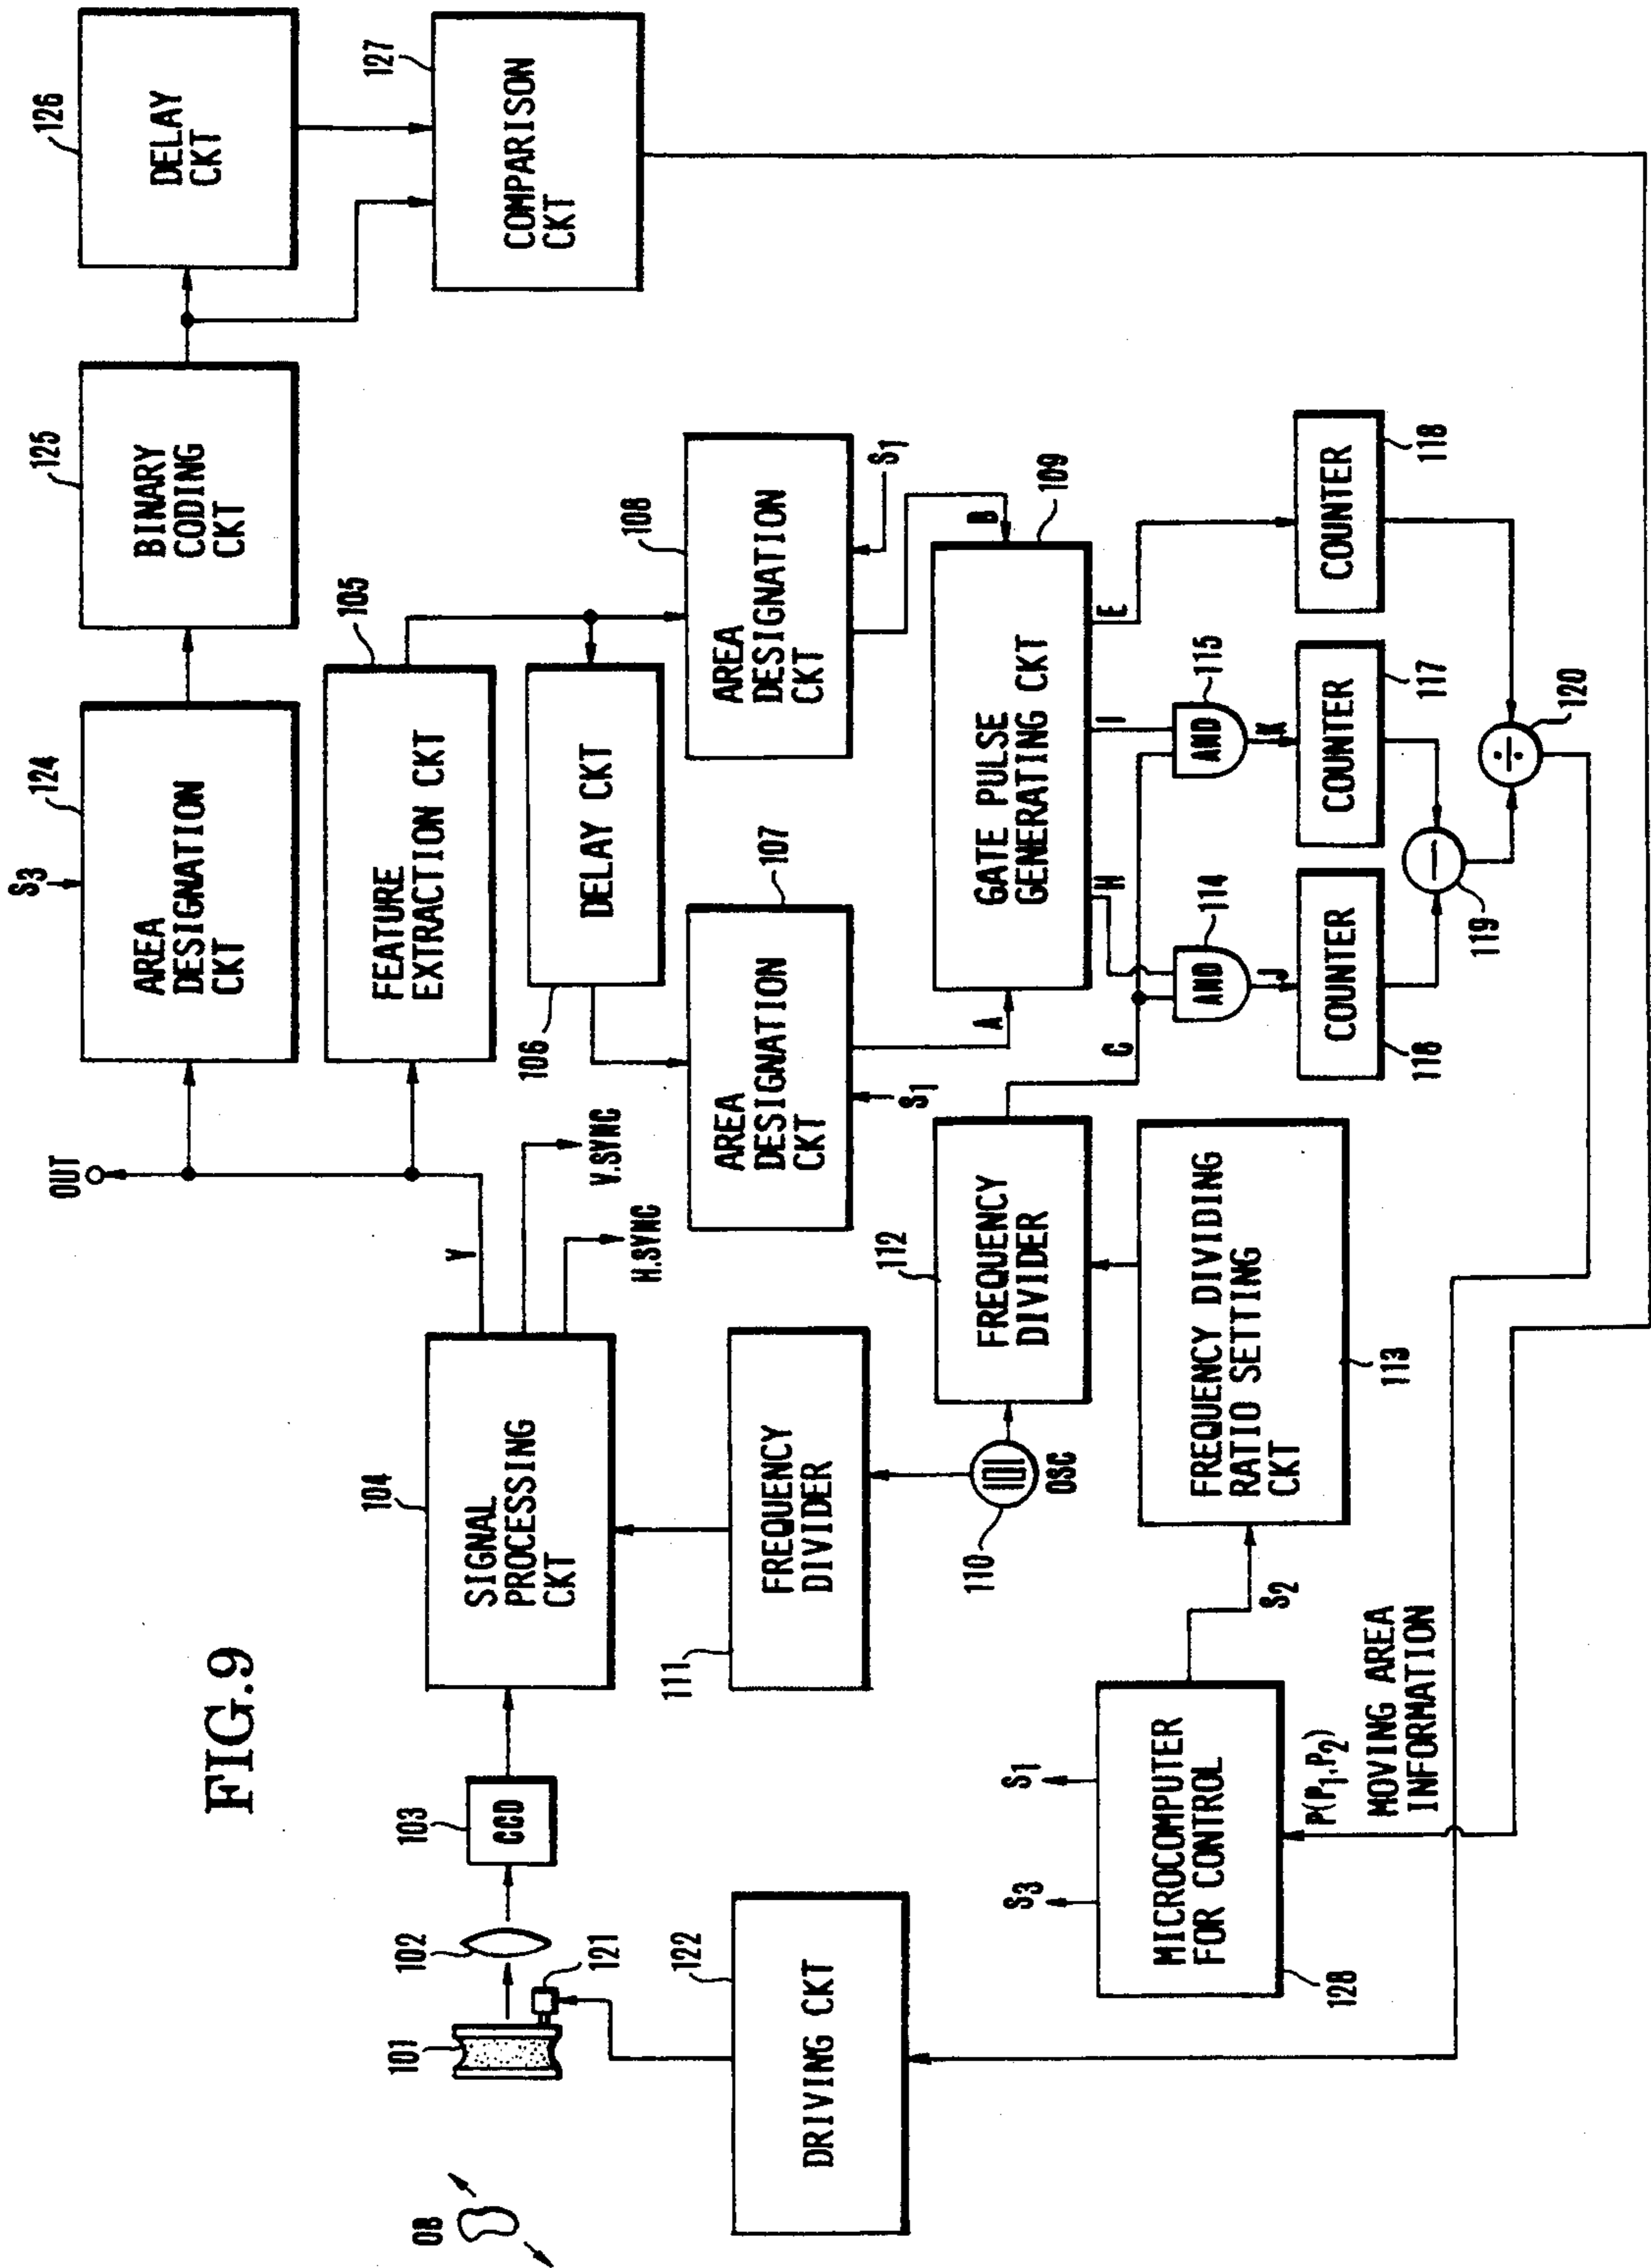 FIG.9
OB
101
121
102
103
CCD
104
SIGNAL
PROCESSING
CKT
Y
OUT
V.SYNC
H.SYNC
S3
124
AREA
DESIGNATION
CKT
125
BINARY
CODING
CKT
126
DELAY
CKT
127
COMPARISON
CKT
105
FEATURE
EXTRACTION CKT
106
DELAY CKT
107
AREA
DESIGNATION
CKT
S1
108
AREA
DESIGNATION
CKT
S1
A
B
109
GATE PULSE
GENERATING CKT
H
I
E
111
FREQUENCY
DIVIDER
110
OSC
112
FREQUENCY
DIVIDER
C
113
FREQUENCY DIVIDING
RATIO SETTING
CKT
S2
114
AND
J
115
AND
K
116
COUNTER
117
COUNTER
118
COUNTER
119
−
120
÷
122
DRIVING CKT
S3
S1
128
MICROCOMPUTER
FOR CONTROL
P(P1,P2)
MOVING AREA
INFORMATION